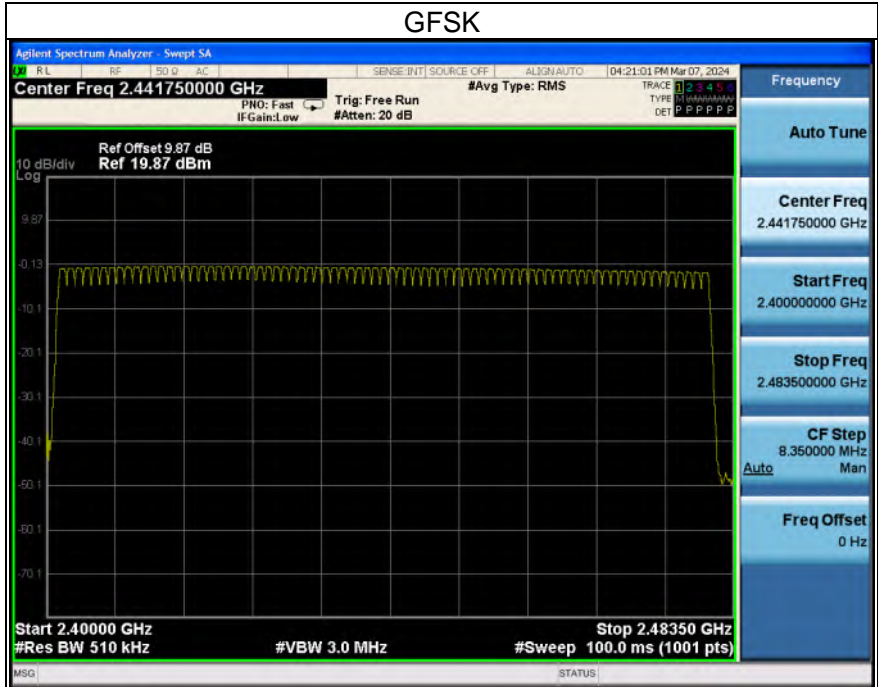 GFSK
Agilent Spectrum Analyzer - Swept SA
RL RF 50 Ω AC SENSE:INT SOURCE OFF ALIGN AUTO 04:21:01 PM Mar 07, 2024
Center Freq 2.441750000 GHz
PNO: Fast
IFGain:Low
Trig: Free Run
#Atten: 20 dB
#Avg Type: RMS
TRACE 1 2 3 4 5 6
TYPE
DET P P P P P P
Frequency
Auto Tune
Center Freq
2.441750000 GHz
Start Freq
2.400000000 GHz
Stop Freq
2.483500000 GHz
CF Step
8.350000 MHz
Auto Man
Freq Offset
0 Hz
Ref Offset 9.87 dB
10 dB/div Ref 19.87 dBm
Log
9.87
-0.13
-10.1
-20.1
-30.1
-40.1
-50.1
-60.1
-70.1
Start 2.40000 GHz Stop 2.48350 GHz
#Res BW 510 kHz #VBW 3.0 MHz #Sweep 100.0 ms (1001 pts)
MSG STATUS